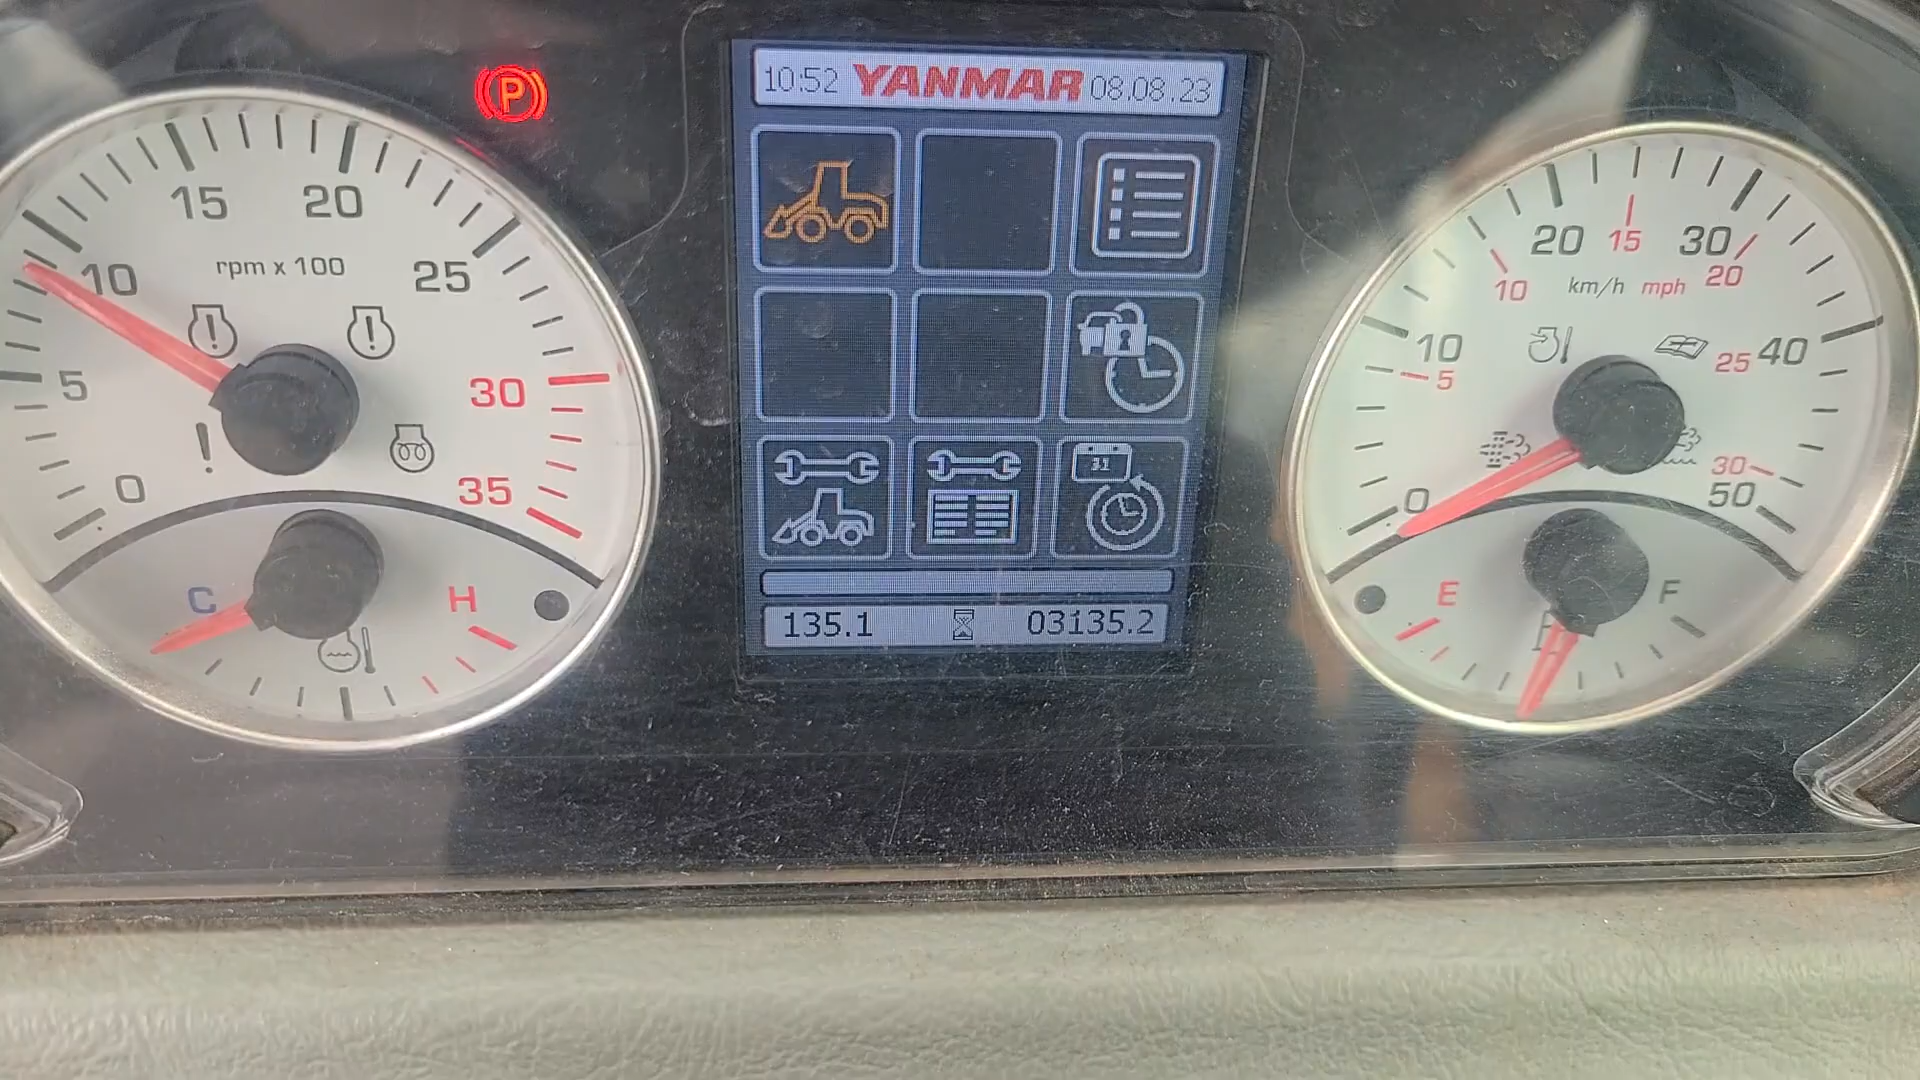 P
10:52 YANMAR 08.08.23
0 5 10 15 20 25 30 35
rpm x 100
C H
31
135.1 03135.2
0 10 20 30 40 50
5 10 15 20 25 30
km/h mph
E F